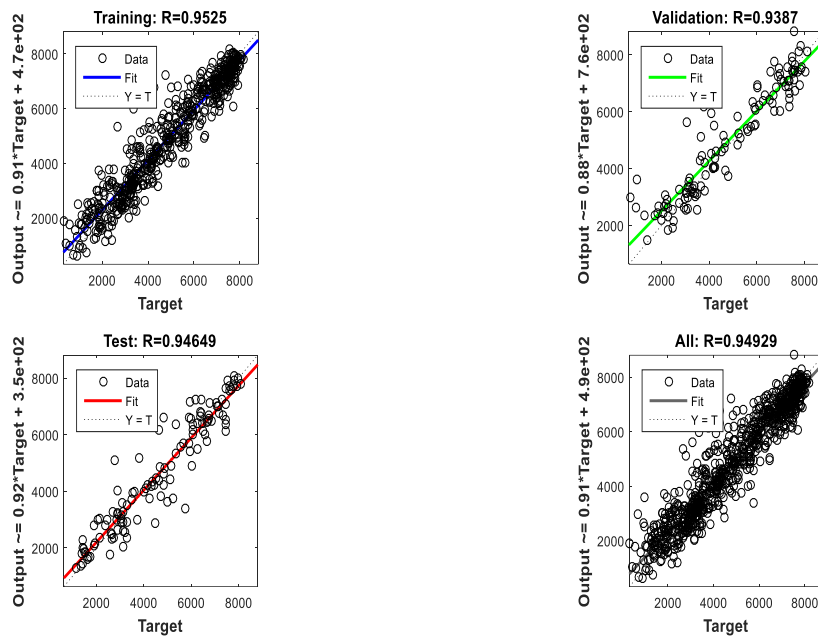 Training: R=0.9525
Output ~= 0.91*Target + 4.7e+02
8000
6000
4000
2000
Data
Fit
Y = T
2000 4000 6000 8000
Target
Validation: R=0.9387
Output ~= 0.88*Target + 7.6e+02
8000
6000
4000
2000
Data
Fit
Y = T
2000 4000 6000 8000
Target
Test: R=0.94649
Output ~= 0.92*Target + 3.5e+02
8000
6000
4000
2000
Data
Fit
Y = T
2000 4000 6000 8000
Target
All: R=0.94929
Output ~= 0.91*Target + 4.9e+02
8000
6000
4000
2000
Data
Fit
Y = T
2000 4000 6000 8000
Target